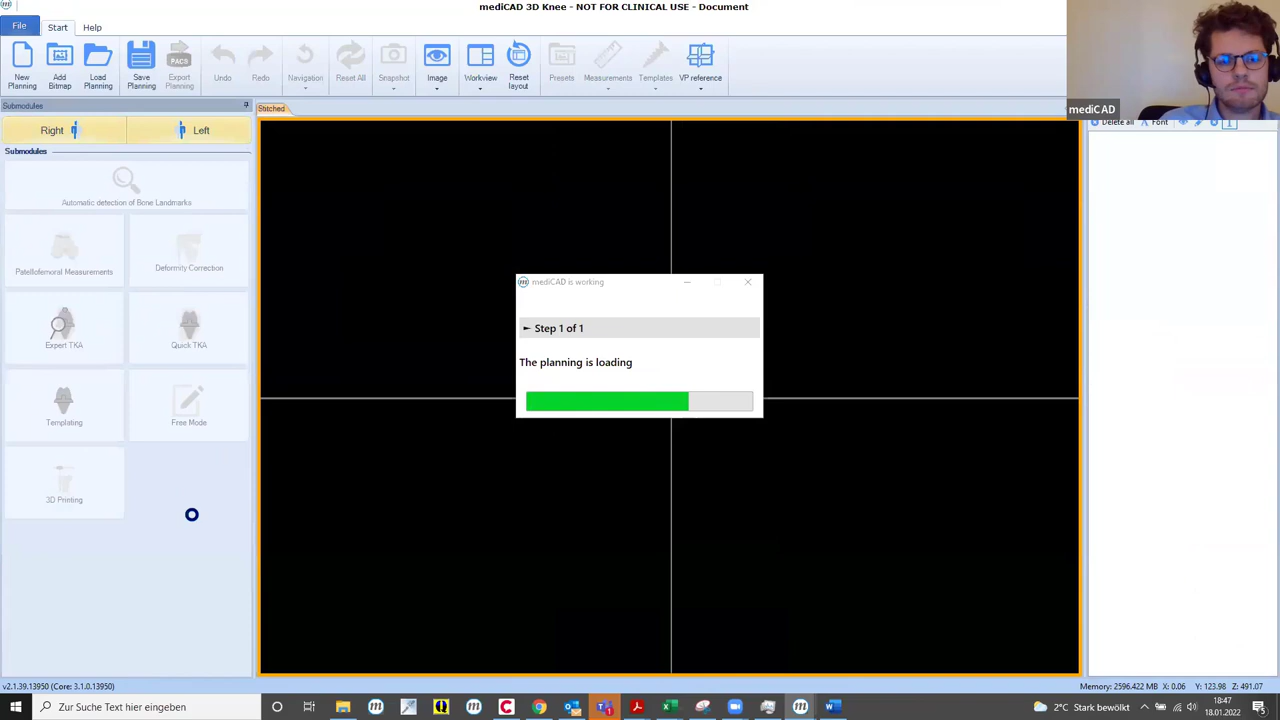 mediCAD 3D Knee - NOT FOR CLINICAL USE - Document
File
Start
Help
New Planning
Add Bitmap
Load Planning
Save Planning
PACS
Export Planning
Undo
Redo
Navigation
Reset All
Snapshot
Image
Workview
Reset layout
Presets
Measurements
Templates
VP reference
mediCAD
Submodules
Stitched
Delete all
Font
Right
Left
Submodules
Automatic detection of Bone Landmarks
Patellofemoral Measurements
Deformity Correction
Expert TKA
Quick TKA
Templating
Free Mode
3D Printing
mediCAD is working
► Step 1 of 1
The planning is loading
v2.1.39.13950 (Core: 3.1.0.13950)
Memory: 2596.422 MB X: 0.06 Y: 123.98 Z: 491.07
Zur Suche Text hier eingeben
2°C Stark bewölkt
18:47
18.01.2022